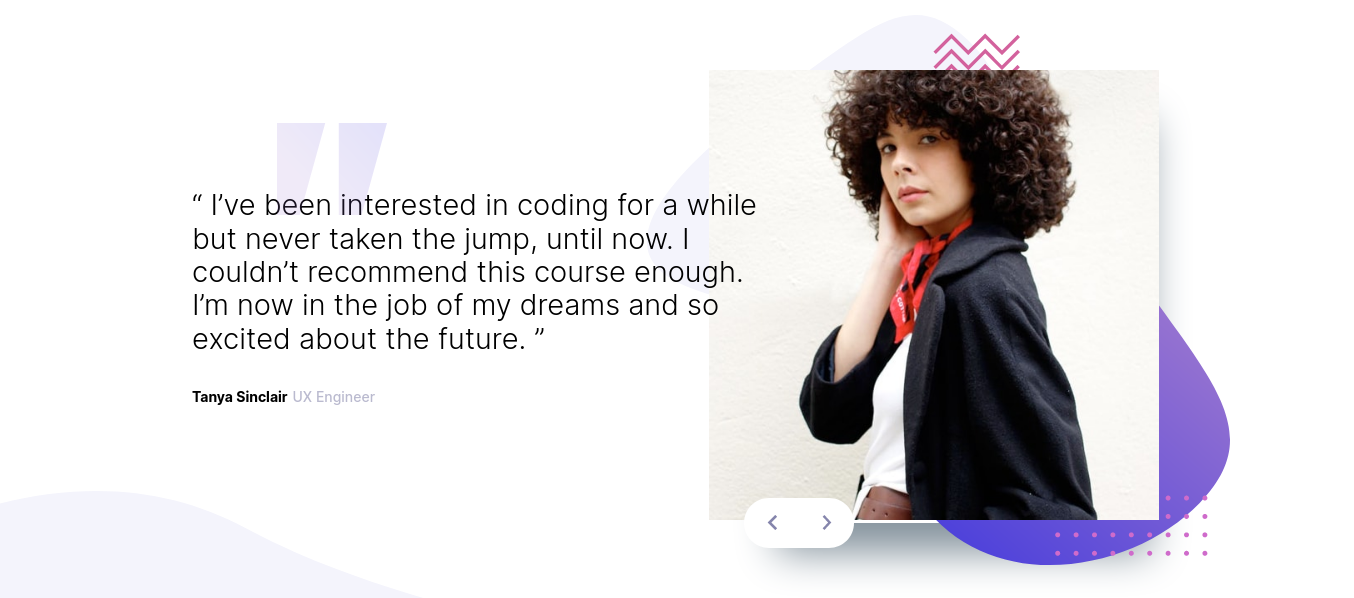 “ I’ve been interested in coding for a while
but never taken the jump, until now. I
couldn’t recommend this course enough.
I’m now in the job of my dreams and so
excited about the future. ”
Tanya Sinclair UX Engineer